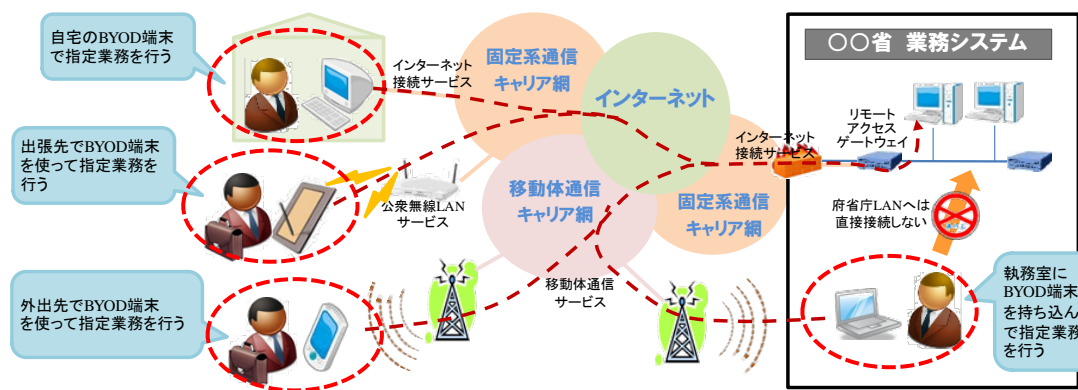 自宅のBYOD端末
で指定業務を行う
出張先でBYOD端末
を使って指定業務を
行う
外出先でBYOD端末
を使って指定業務を行う
インターネット
接続サービス
固定系通信
キャリア網
インターネット
公衆無線LAN
サービス
移動体通信
キャリア網
固定系通信
キャリア網
移動体通信
サービス
インターネット
接続サービス
〇〇省 業務システム
リモート
アクセス
ゲートウェイ
府省庁LANへは
直接接続しない
執務室に
BYOD端末
を持ち込ん
で指定業務
を行う